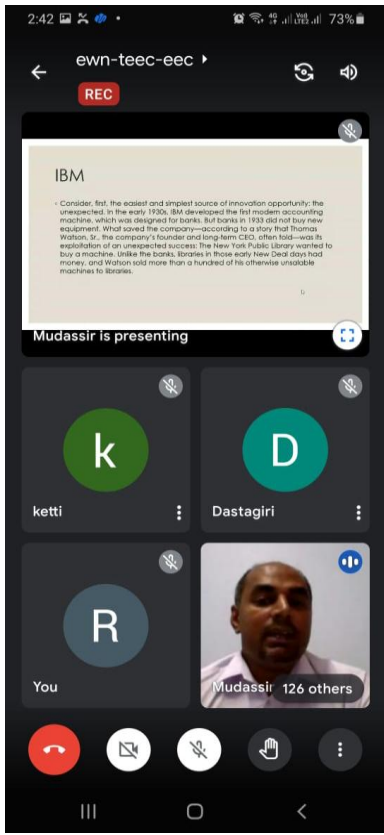 2:42
4G
Vo))
LTE2
73%
ewn-teec-eec
REC
IBM
Consider, first, the easiest and simplest source of innovation opportunity: the
unexpected. In the early 1930s, IBM developed the first modern accounting
machine, which was designed for banks. But banks in 1933 did not buy new
equipment. What saved the company—according to a story that Thomas
Watson, Sr., the company's founder and long-term CEO, often told—was its
exploitation of an unexpected success: The New York Public Library wanted to
buy a machine. Unlike the banks, libraries in those early New Deal days had
money, and Watson sold more than a hundred of his otherwise unsalable
machines to libraries.
Mudassir is presenting
k
D
ketti
Dastagiri
R
You
Mudassir
126 others